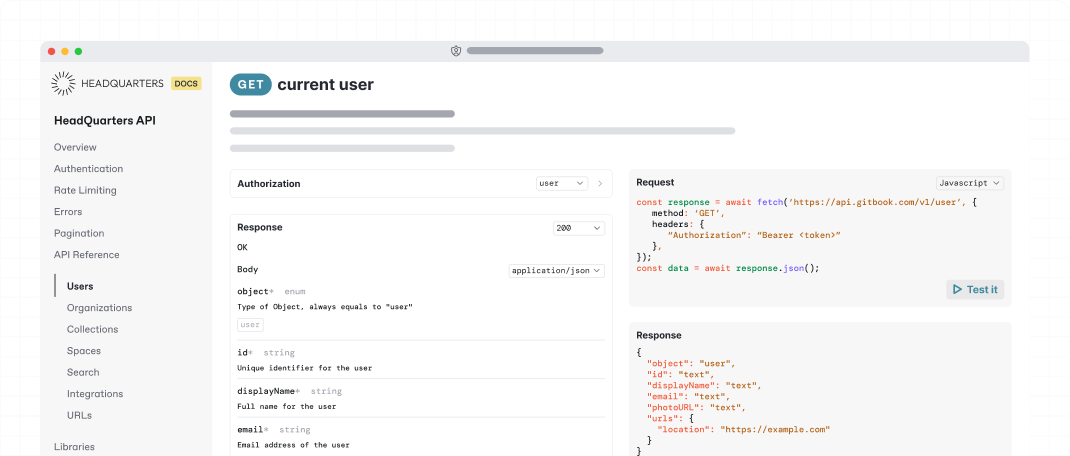 HEADQUARTERS DOCS
HeadQuarters API
Overview
Authentication
Rate Limiting
Errors
Pagination
API Reference
Users
Organizations
Collections
Spaces
Search
Integrations
URLs
Libraries
GET current user
Authorization user
Response 200
OK
Body application/json
object* enum
Type of Object, always equals to "user"
user
id* string
Unique identifier for the user
displayName* string
Full name for the user
email* string
Email address of the user
Request Javascript
const response = await fetch(‘https://api.gitbook.com/v1/user’, {
method: ‘GET’,
headers: {
“Authorization”: “Bearer <token>”
},
});
const data = await response.json();
Test it
Response
{
"object": "user",
"id": "text",
"displayName": "text",
"email": "text",
"photoURL": "text",
"urls": {
"location": "https://example.com"
}
}